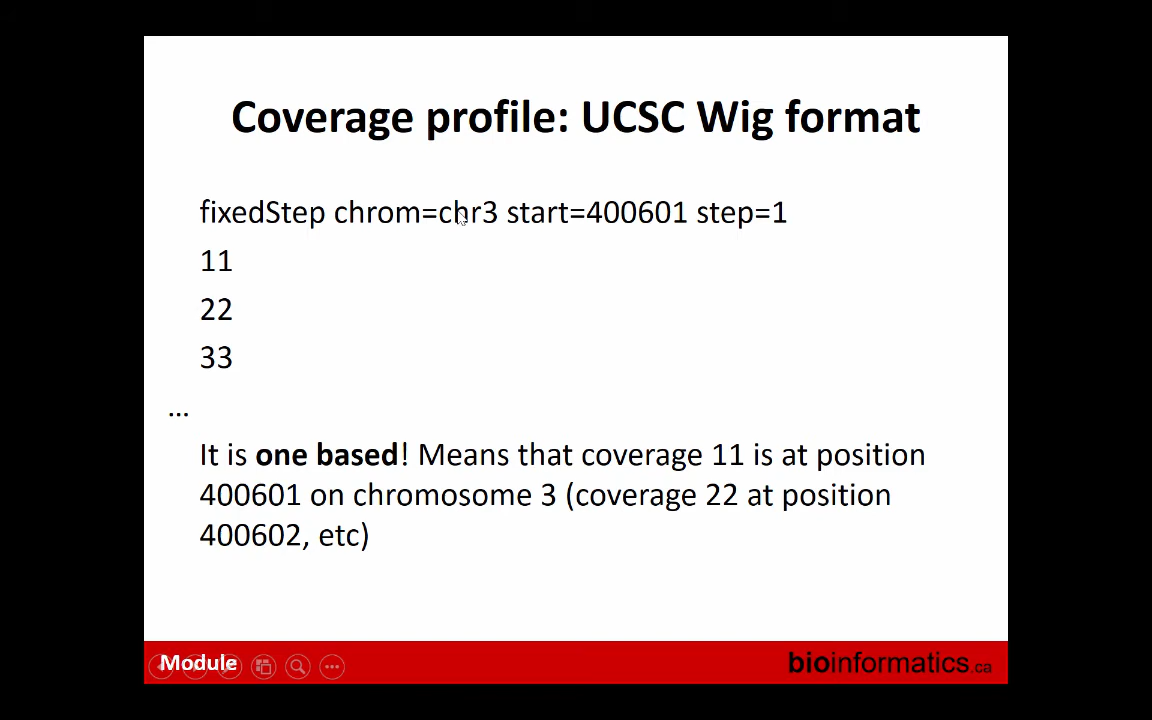 Coverage profile: UCSC Wig format
fixedStep chrom=chr3 start=400601 step=1
11
22
33
...
It is one based! Means that coverage 11 is at position
400601 on chromosome 3 (coverage 22 at position
400602, etc)
Module
bioinformatics.ca